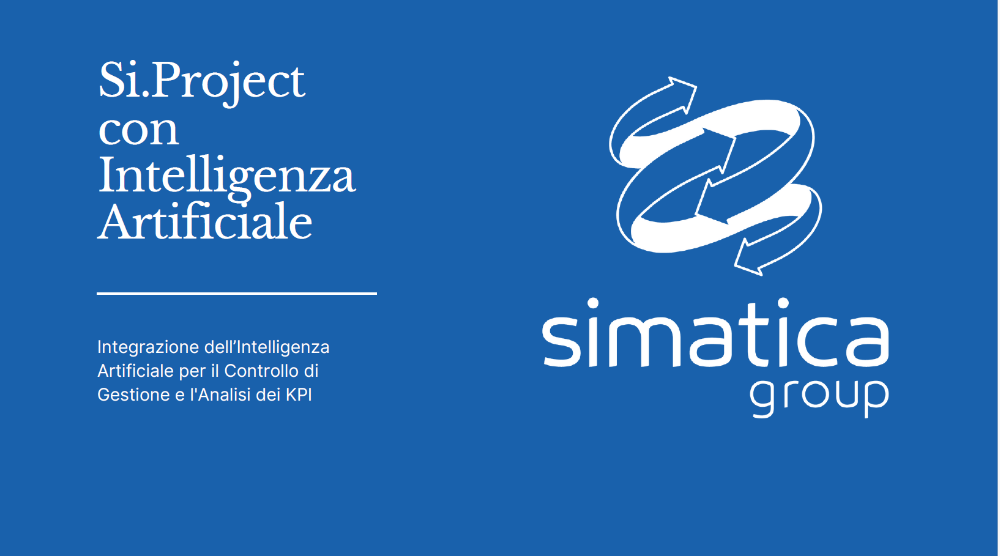 Si.Project
con
Intelligenza
Artificiale
Integrazione dell’Intelligenza
Artificiale per il Controllo di
Gestione e l'Analisi dei KPI
simatica
group